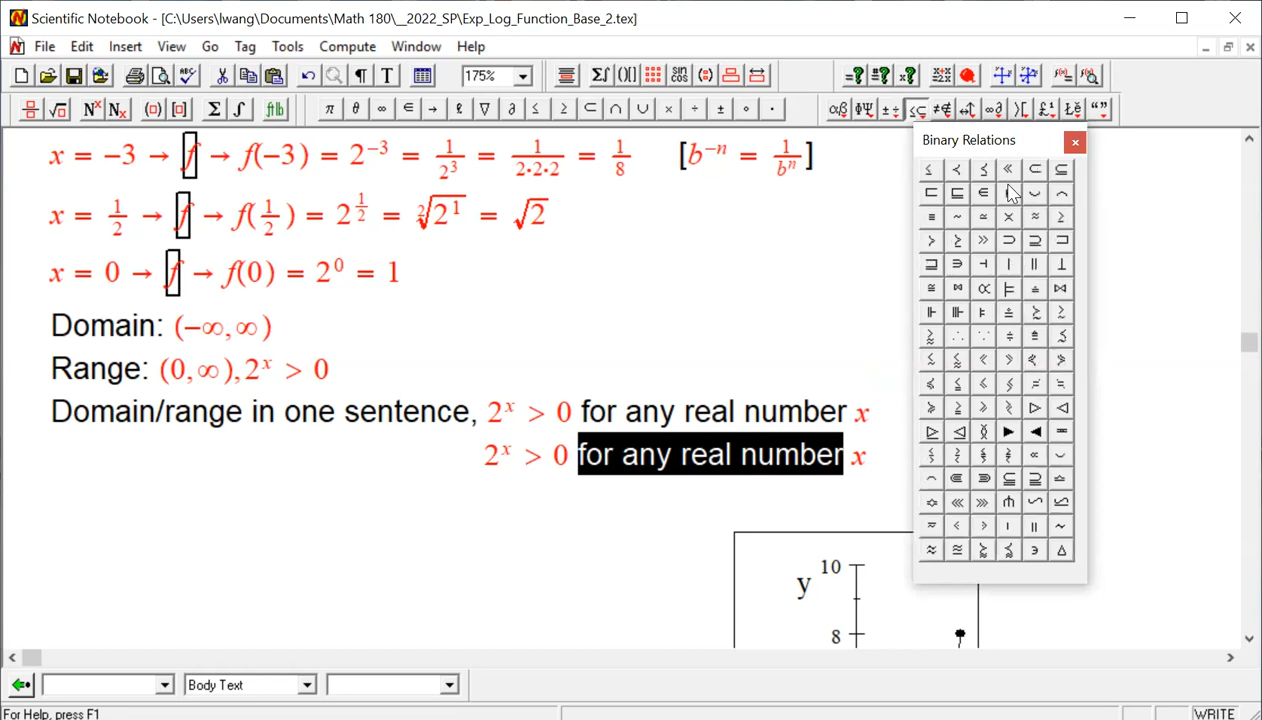 Scientific Notebook - [C:\Users\lwang\Documents\Math 180\__2022_SP\Exp_Log_Function_Base_2.tex]
File Edit Insert View Go Tag Tools Compute Window Help
175%
Binary Relations
x = −3 → f → f(−3) = 2^{−3} = 1/2^3 = 1/(2·2·2) = 1/8 [b^{−n} = 1/b^n]
x = 1/2 → f → f(1/2) = 2^{1/2} = ²√(2^1) = √2
x = 0 → f → f(0) = 2^0 = 1
Domain: (−∞, ∞)
Range: (0, ∞), 2^x > 0
Domain/range in one sentence, 2^x > 0 for any real number x
2^x > 0 for any real number x
y
10
8
Body Text
For Help, press F1
WRITE